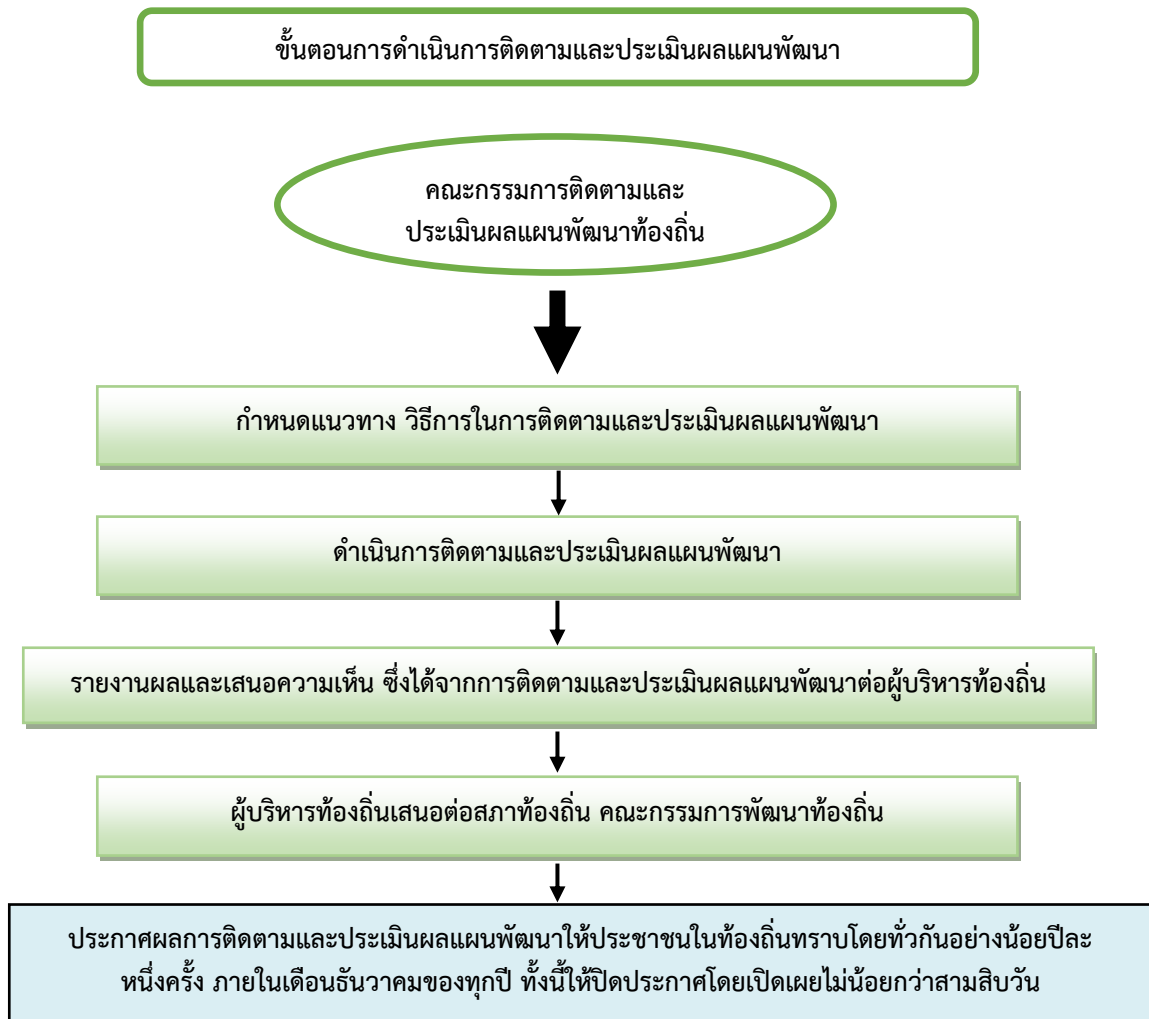 ขั้นตอนการดำเนินการติดตามและประเมินผลแผนพัฒนา
คณะกรรมการติดตามและ
ประเมินผลแผนพัฒนาท้องถิ่น
กำหนดแนวทาง วิธีการในการติดตามและประเมินผลแผนพัฒนา
ดำเนินการติดตามและประเมินผลแผนพัฒนา
รายงานผลและเสนอความเห็น ซึ่งได้จากการติดตามและประเมินผลแผนพัฒนาต่อผู้บริหารท้องถิ่น
ผู้บริหารท้องถิ่นเสนอต่อสภาท้องถิ่น คณะกรรมการพัฒนาท้องถิ่น
ประกาศผลการติดตามและประเมินผลแผนพัฒนาให้ประชาชนในท้องถิ่นทราบโดยทั่วกันอย่างน้อยปีละ
หนึ่งครั้ง ภายในเดือนธันวาคมของทุกปี ทั้งนี้ให้ปิดประกาศโดยเปิดเผยไม่น้อยกว่าสามสิบวัน